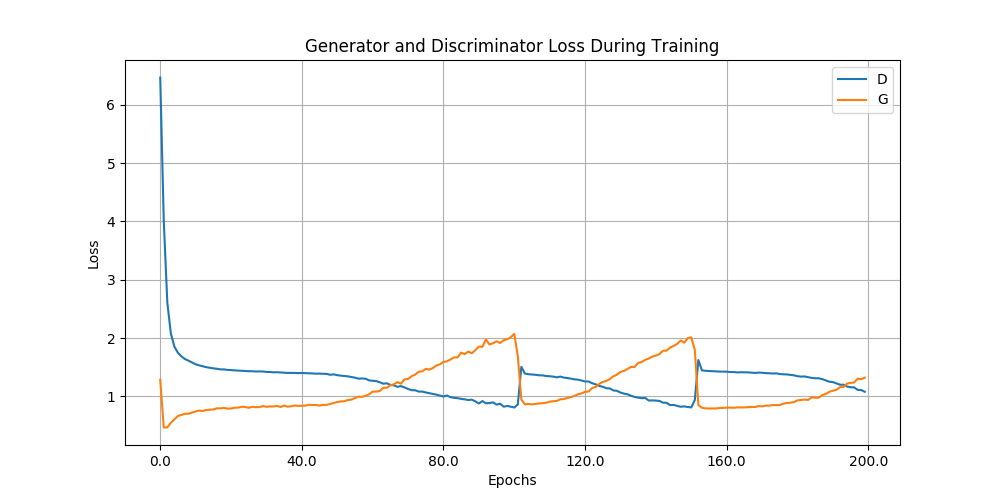 Generator and Discriminator Loss During Training
D
G
6
5
4
3
2
1
Loss
0.0 40.0 80.0 120.0 160.0 200.0
Epochs